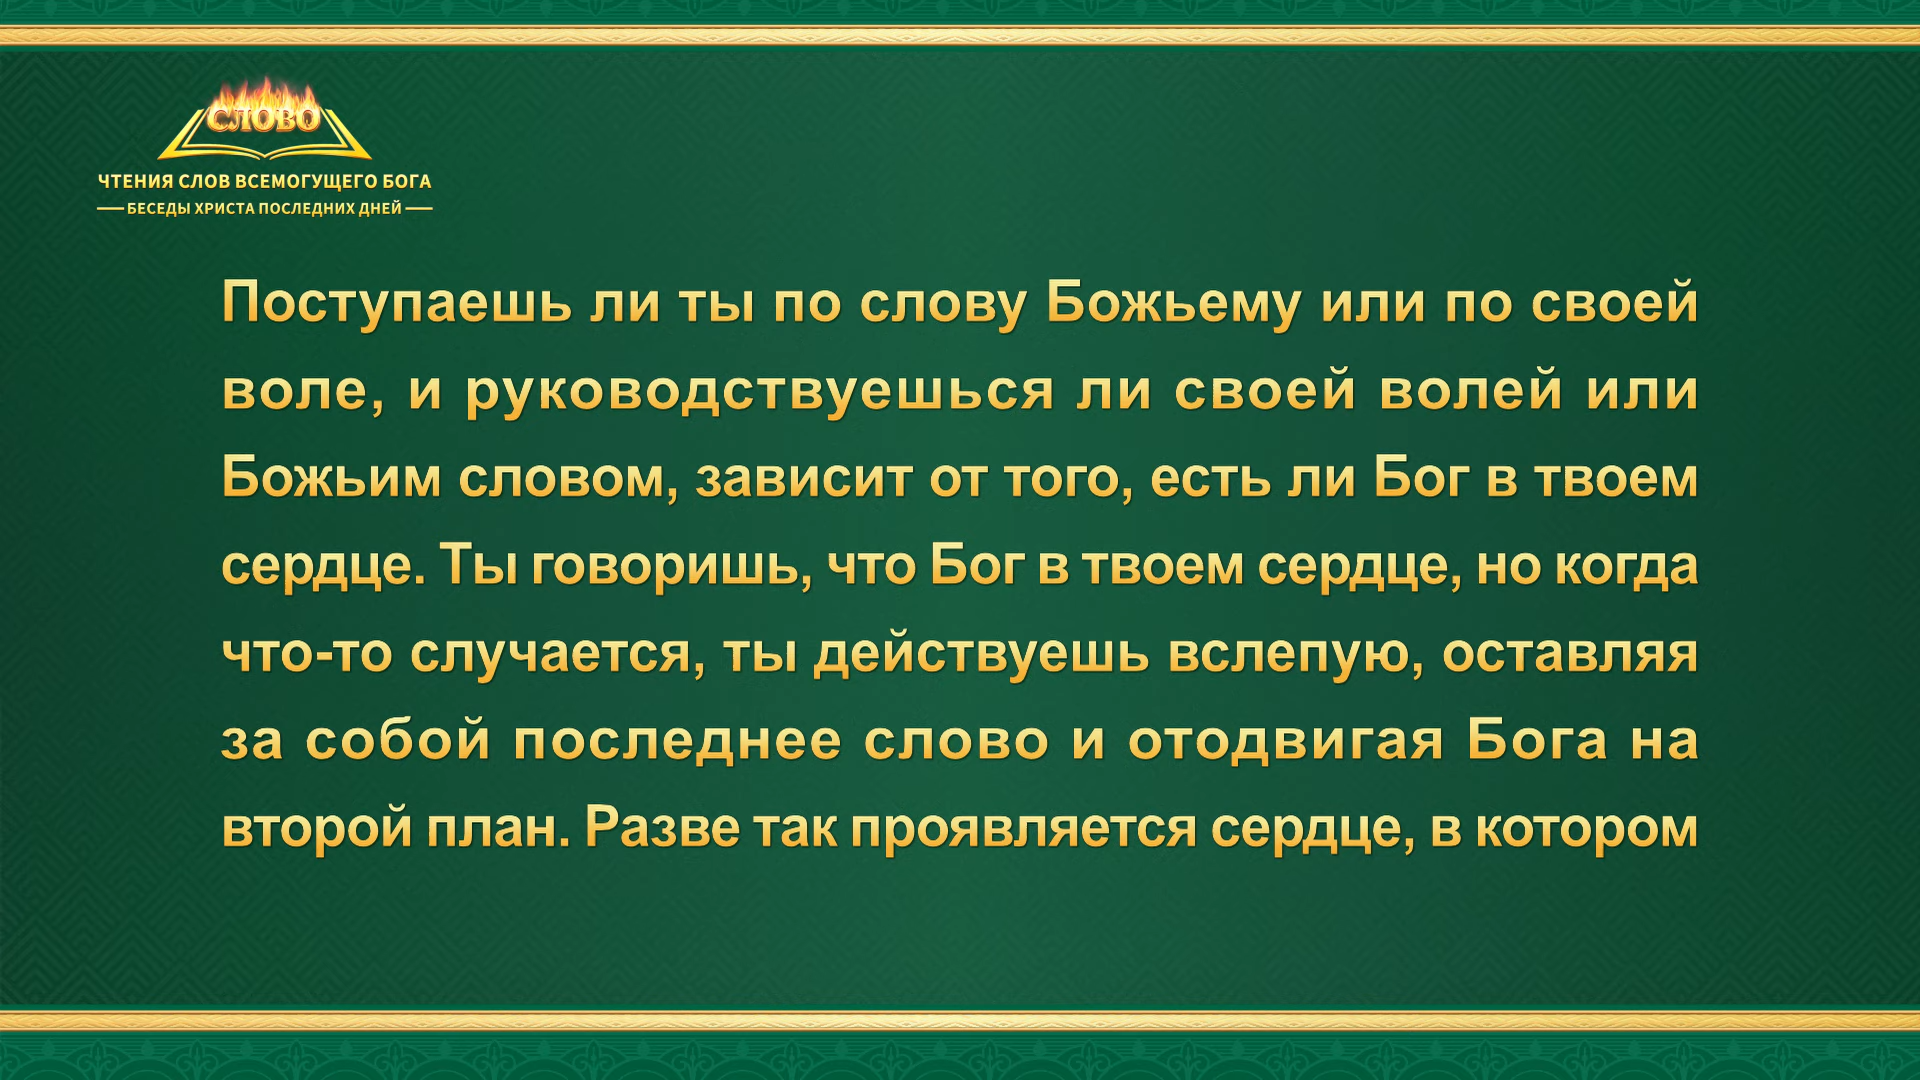 СЛОВО
ЧТЕНИЯ СЛОВ ВСЕМОГУЩЕГО БОГА
БЕСЕДЫ ХРИСТА ПОСЛЕДНИХ ДНЕЙ
Поступаешь ли ты по слову Божьему или по своей
воле, и руководствуешься ли своей волей или
Божьим словом, зависит от того, есть ли Бог в твоем
сердце. Ты говоришь, что Бог в твоем сердце, но когда
что-то случается, ты действуешь вслепую, оставляя
за собой последнее слово и отодвигая Бога на
второй план. Разве так проявляется сердце, в котором